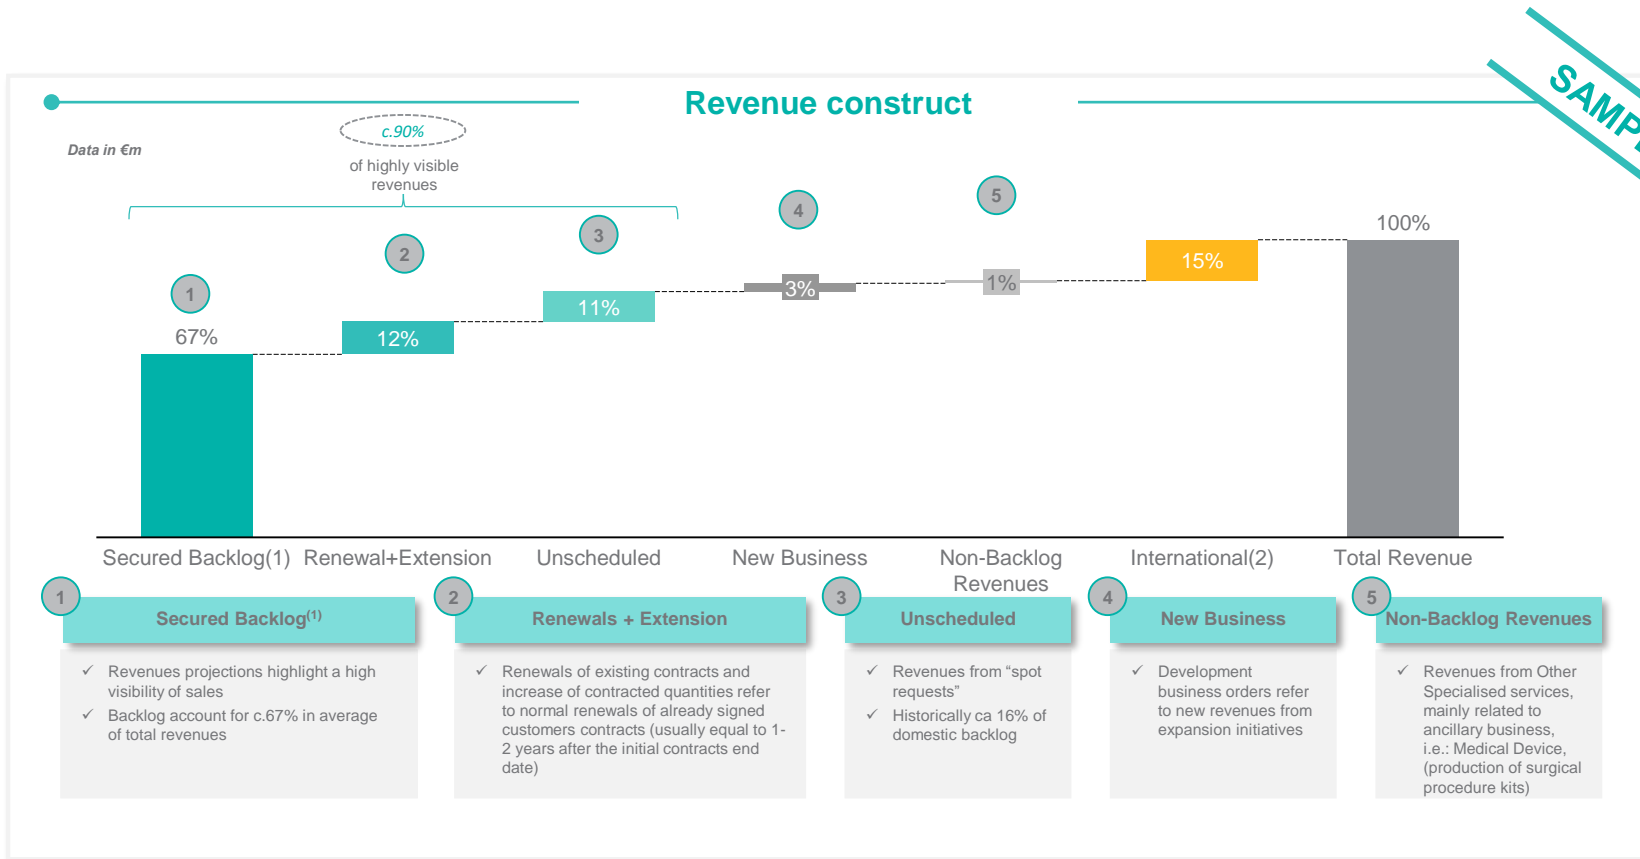 SAMP
Revenue construct
Data in €m
c.90%
of highly visible
revenues
1
2
3
4
5
67%
12%
11%
3%
1%
15%
100%
Secured Backlog(1)
Renewal+Extension
Unscheduled
New Business
Non-Backlog
Revenues
International(2)
Total Revenue
1
Secured Backlog(1)
✓ Revenues projections highlight a high
visibility of sales
✓ Backlog account for c.67% in average
of total revenues
2
Renewals + Extension
✓ Renewals of existing contracts and
increase of contracted quantities refer
to normal renewals of already signed
customers contracts (usually equal to 1-
2 years after the initial contracts end
date)
3
Unscheduled
✓ Revenues from “spot
requests”
✓ Historically ca 16% of
domestic backlog
4
New Business
✓ Development
business orders refer
to new revenues from
expansion initiatives
5
Non-Backlog Revenues
✓ Revenues from Other
Specialised services,
mainly related to
ancillary business,
i.e.: Medical Device,
(production of surgical
procedure kits)